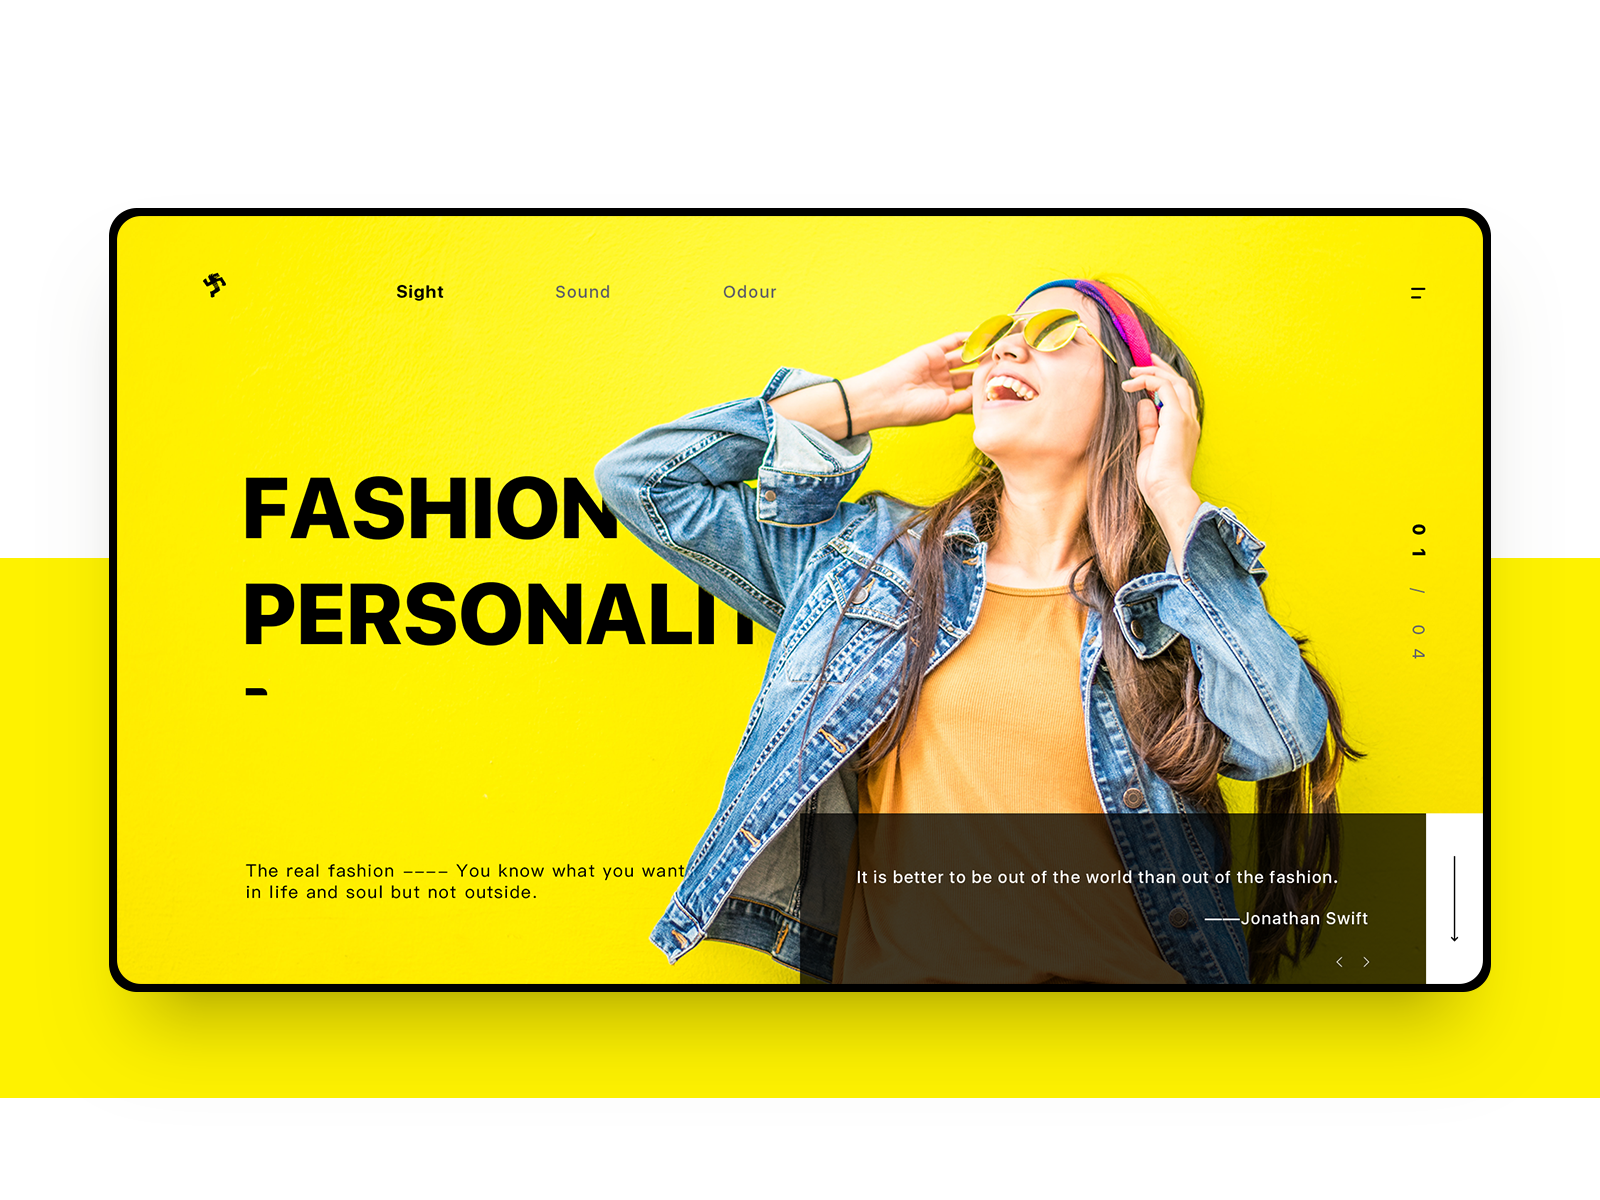 Sight Sound Odour
FASHION
PERSONALIT
01 / 04
The real fashion ---- You know what you want
in life and soul but not outside.
It is better to be out of the world than out of the fashion.
——Jonathan Swift